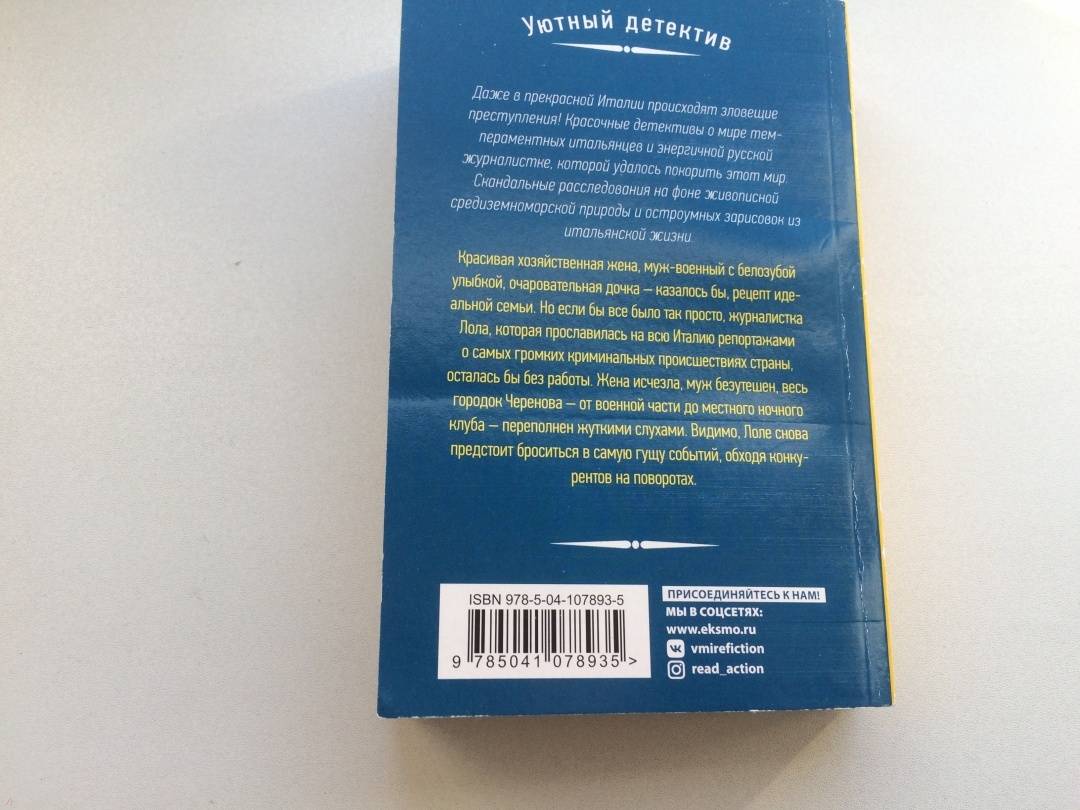 Уютный детектив
Даже в прекрасной Италии происходят зловещие
преступления! Красочные детективы о мире тем-
пераментных итальянцев и энергичной русской
журналистке, которой удалось покорить этот мир.
Скандальные расследования на фоне живописной
средиземноморской природы и остроумных зарисовок из
итальянской жизни
Красивая хозяйственная жена, муж-военный с белозубой
улыбкой, очаровательная дочка – казалось бы, рецепт иде-
альной семьи. Но если бы все было так просто, журналистка
Лола, которая прославилась на всю Италию репортажами
о самых громких криминальных происшествиях страны,
осталась бы без работы. Жена исчезла, муж безутешен, весь
городок Черенова – от военной части до местного ночного
клуба – переполнен жуткими слухами. Видимо, Лоле снова
предстоит броситься в самую гущу событий, обходя конку-
рентов на поворотах.
ISBN 978-5-04-107893-5
9 785041 078935 >
ПРИСОЕДИНЯЙТЕСЬ К НАМ!
МЫ В СОЦСЕТЯХ:
www.eksmo.ru
vmirefiction
read_action